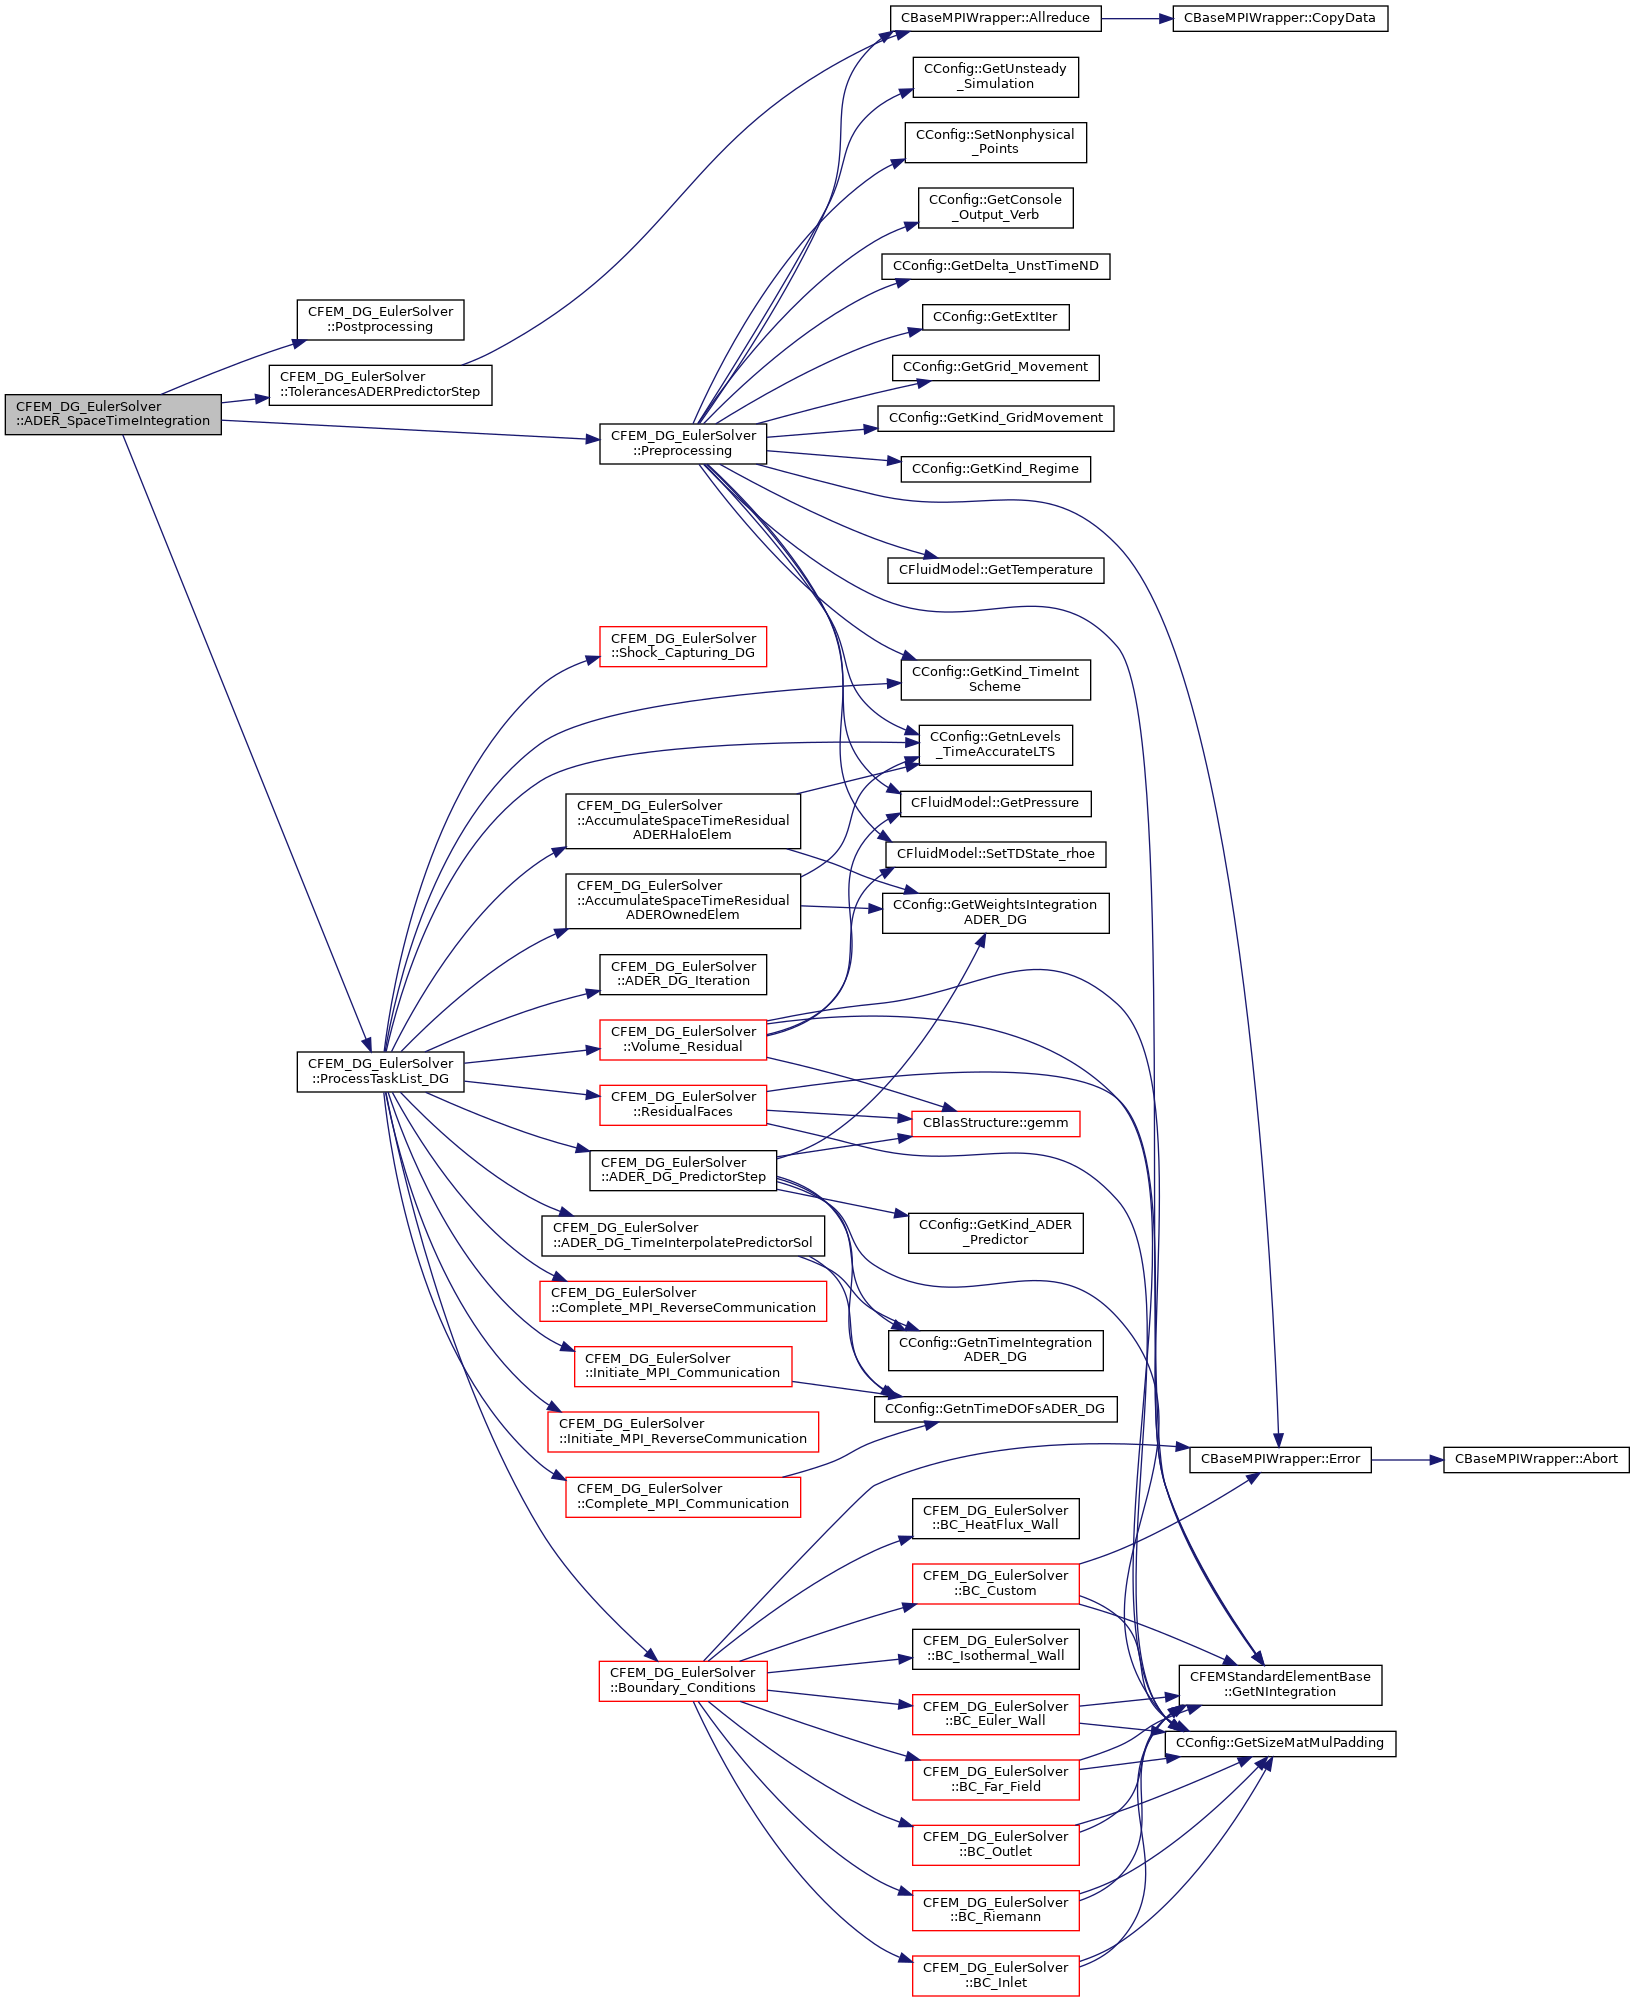 CBaseMPIWrapper::Allreduce
CBaseMPIWrapper::CopyData
CConfig::GetUnsteady
_Simulation
CConfig::SetNonphysical
_Points
CConfig::GetConsole
_Output_Verb
CConfig::GetDelta_UnstTimeND
CConfig::GetExtIter
CFEM_DG_EulerSolver
::Postprocessing
CConfig::GetGrid_Movement
CFEM_DG_EulerSolver
::TolerancesADERPredictorStep
CFEM_DG_EulerSolver
::ADER_SpaceTimeIntegration
CConfig::GetKind_GridMovement
CFEM_DG_EulerSolver
::Preprocessing
CConfig::GetKind_Regime
CFluidModel::GetTemperature
CFEM_DG_EulerSolver
::Shock_Capturing_DG
CConfig::GetKind_TimeInt
Scheme
CConfig::GetnLevels
_TimeAccurateLTS
CFluidModel::GetPressure
CFEM_DG_EulerSolver
::AccumulateSpaceTimeResidual
ADERHaloElem
CFluidModel::SetTDState_rhoe
CFEM_DG_EulerSolver
::AccumulateSpaceTimeResidual
ADEROwnedElem
CConfig::GetWeightsIntegration
ADER_DG
CFEM_DG_EulerSolver
::ADER_DG_Iteration
CFEM_DG_EulerSolver
::Volume_Residual
CFEM_DG_EulerSolver
::ProcessTaskList_DG
CFEM_DG_EulerSolver
::ResidualFaces
CBlasStructure::gemm
CFEM_DG_EulerSolver
::ADER_DG_PredictorStep
CConfig::GetKind_ADER
_Predictor
CFEM_DG_EulerSolver
::ADER_DG_TimeInterpolatePredictorSol
CFEM_DG_EulerSolver
::Complete_MPI_ReverseCommunication
CConfig::GetnTimeIntegration
ADER_DG
CFEM_DG_EulerSolver
::Initiate_MPI_Communication
CConfig::GetnTimeDOFsADER_DG
CFEM_DG_EulerSolver
::Initiate_MPI_ReverseCommunication
CBaseMPIWrapper::Error
CBaseMPIWrapper::Abort
CFEM_DG_EulerSolver
::Complete_MPI_Communication
CFEM_DG_EulerSolver
::BC_HeatFlux_Wall
CFEM_DG_EulerSolver
::BC_Custom
CFEM_DG_EulerSolver
::BC_Isothermal_Wall
CFEM_DG_EulerSolver
::Boundary_Conditions
CFEMStandardElementBase
::GetNIntegration
CFEM_DG_EulerSolver
::BC_Euler_Wall
CConfig::GetSizeMatMulPadding
CFEM_DG_EulerSolver
::BC_Far_Field
CFEM_DG_EulerSolver
::BC_Outlet
CFEM_DG_EulerSolver
::BC_Riemann
CFEM_DG_EulerSolver
::BC_Inlet